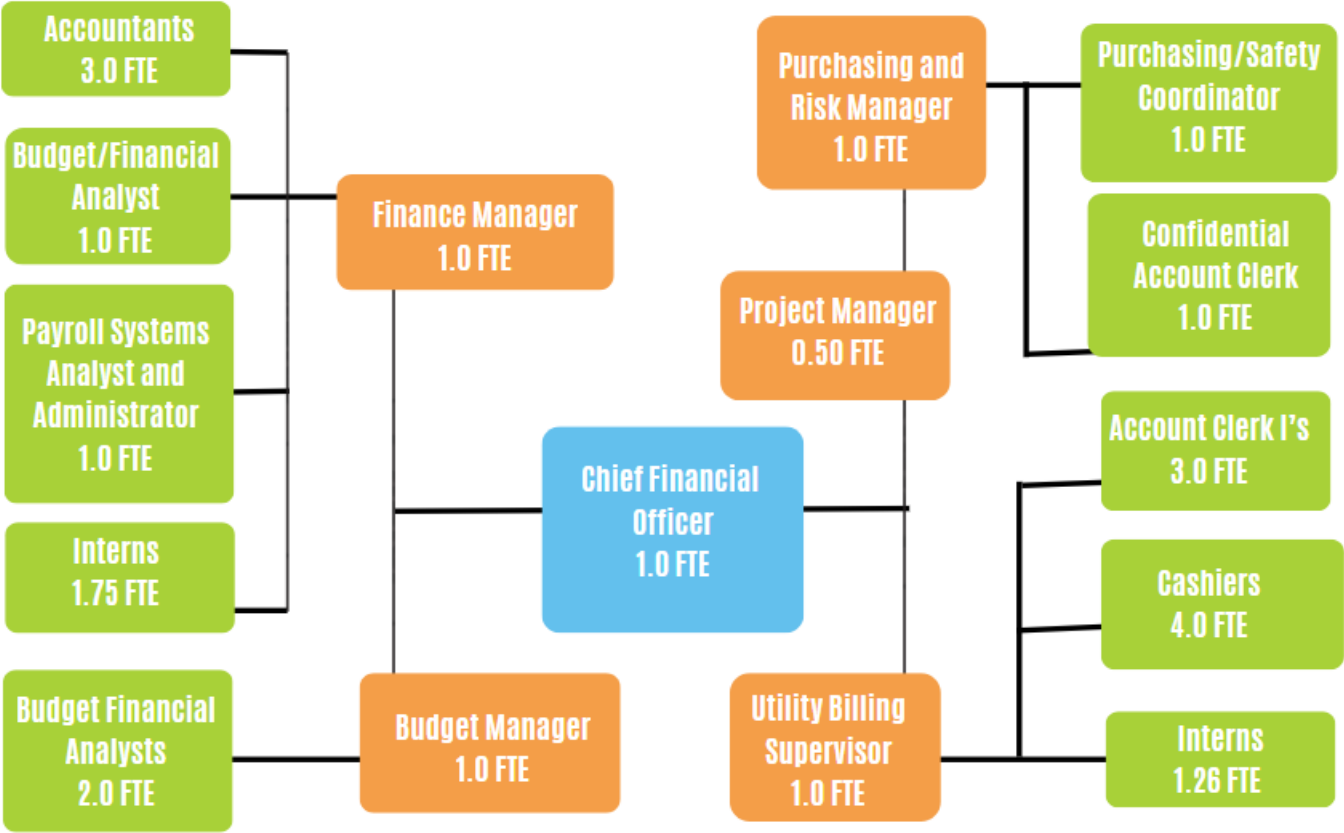 Accountants
3.0 FTE
Budget/Financial
Analyst
1.0 FTE
Payroll Systems
Analyst and
Administrator
1.0 FTE
Interns
1.75 FTE
Budget Financial
Analysts
2.0 FTE
Finance Manager
1.0 FTE
Budget Manager
1.0 FTE
Chief Financial
Officer
1.0 FTE
Purchasing and
Risk Manager
1.0 FTE
Project Manager
0.50 FTE
Utility Billing
Supervisor
1.0 FTE
Purchasing/Safety
Coordinator
1.0 FTE
Confidential
Account Clerk
1.0 FTE
Account Clerk I's
3.0 FTE
Cashiers
4.0 FTE
Interns
1.26 FTE